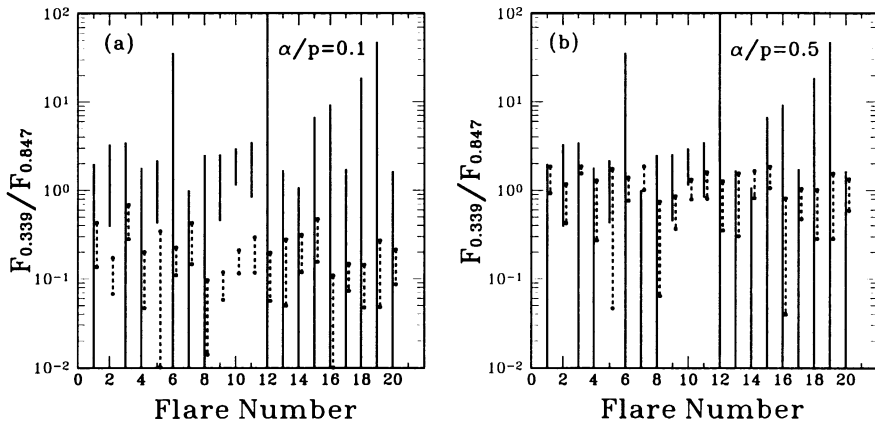 (a)
α/p=0.1
F0.339/F0.847
10²
10¹
10⁰
10⁻¹
10⁻²
0 2 4 6 8 10 12 14 16 18 20
Flare Number
(b)
α/p=0.5
F0.339/F0.847
10²
10¹
10⁰
10⁻¹
10⁻²
0 2 4 6 8 10 12 14 16 18 20
Flare Number